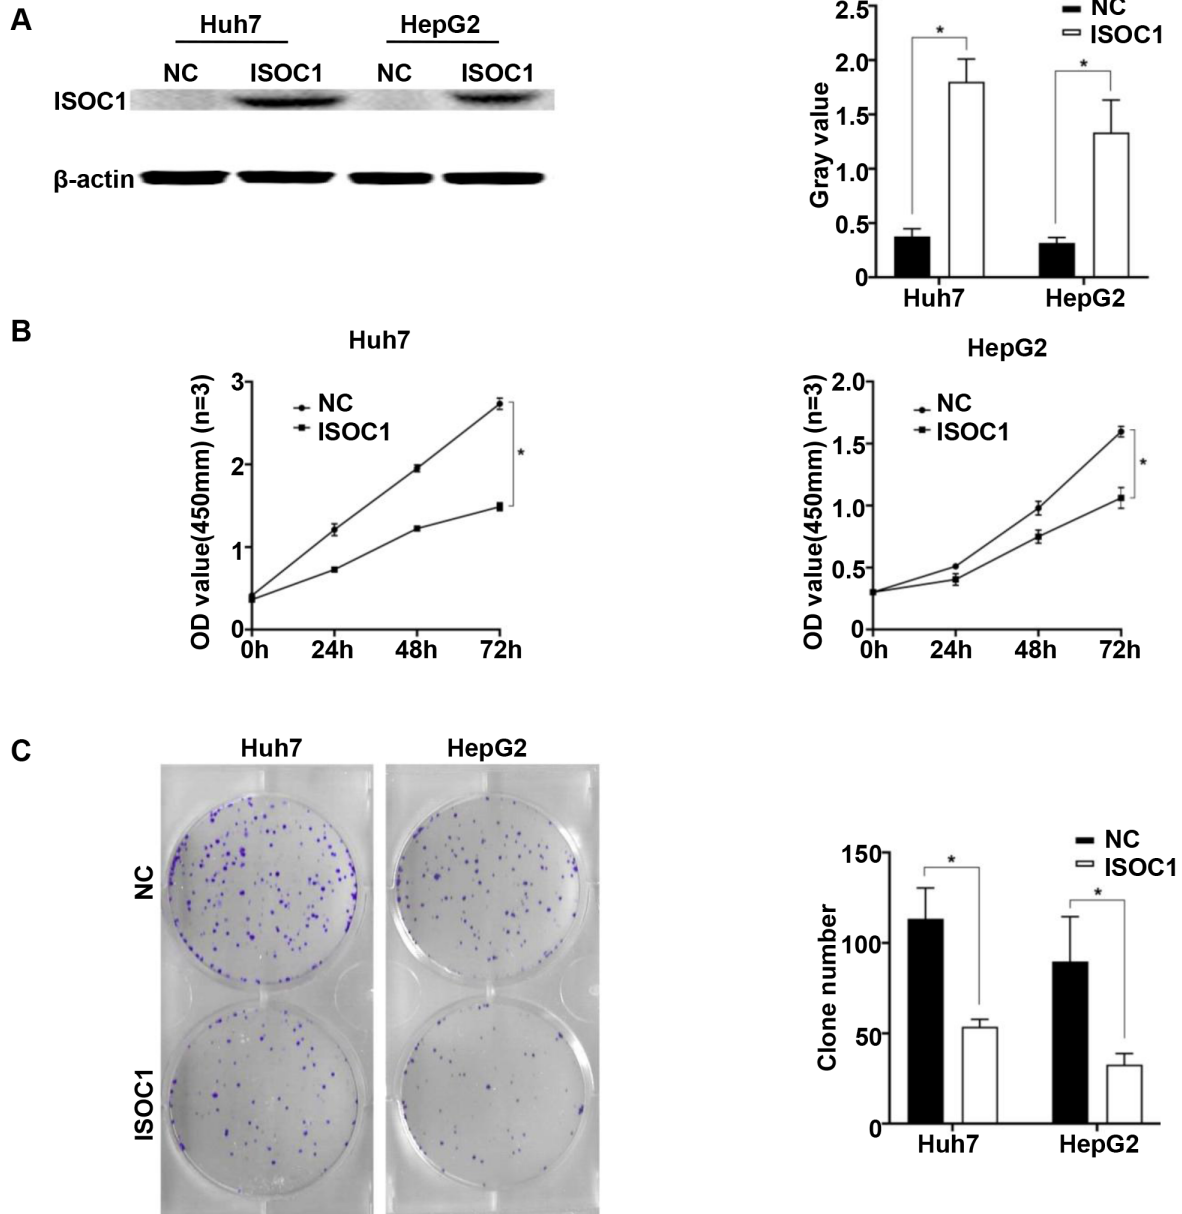 A
Huh7
HepG2
NC
ISOC1
NC
ISOC1
ISOC1
β-actin
2.5
2.0
1.5
1.0
0.5
0
Gray value
NC
ISOC1
*
*
Huh7
HepG2
B
Huh7
OD value(450mm) (n=3)
3
2
1
0
NC
ISOC1
*
0h
24h
48h
72h
HepG2
OD value(450mm) (n=3)
2.0
1.5
1.0
0.5
0
NC
ISOC1
*
0h
24h
48h
72h
C
Huh7
HepG2
NC
ISOC1
NC
ISOC1
150
100
50
0
Clone number
*
*
Huh7
HepG2